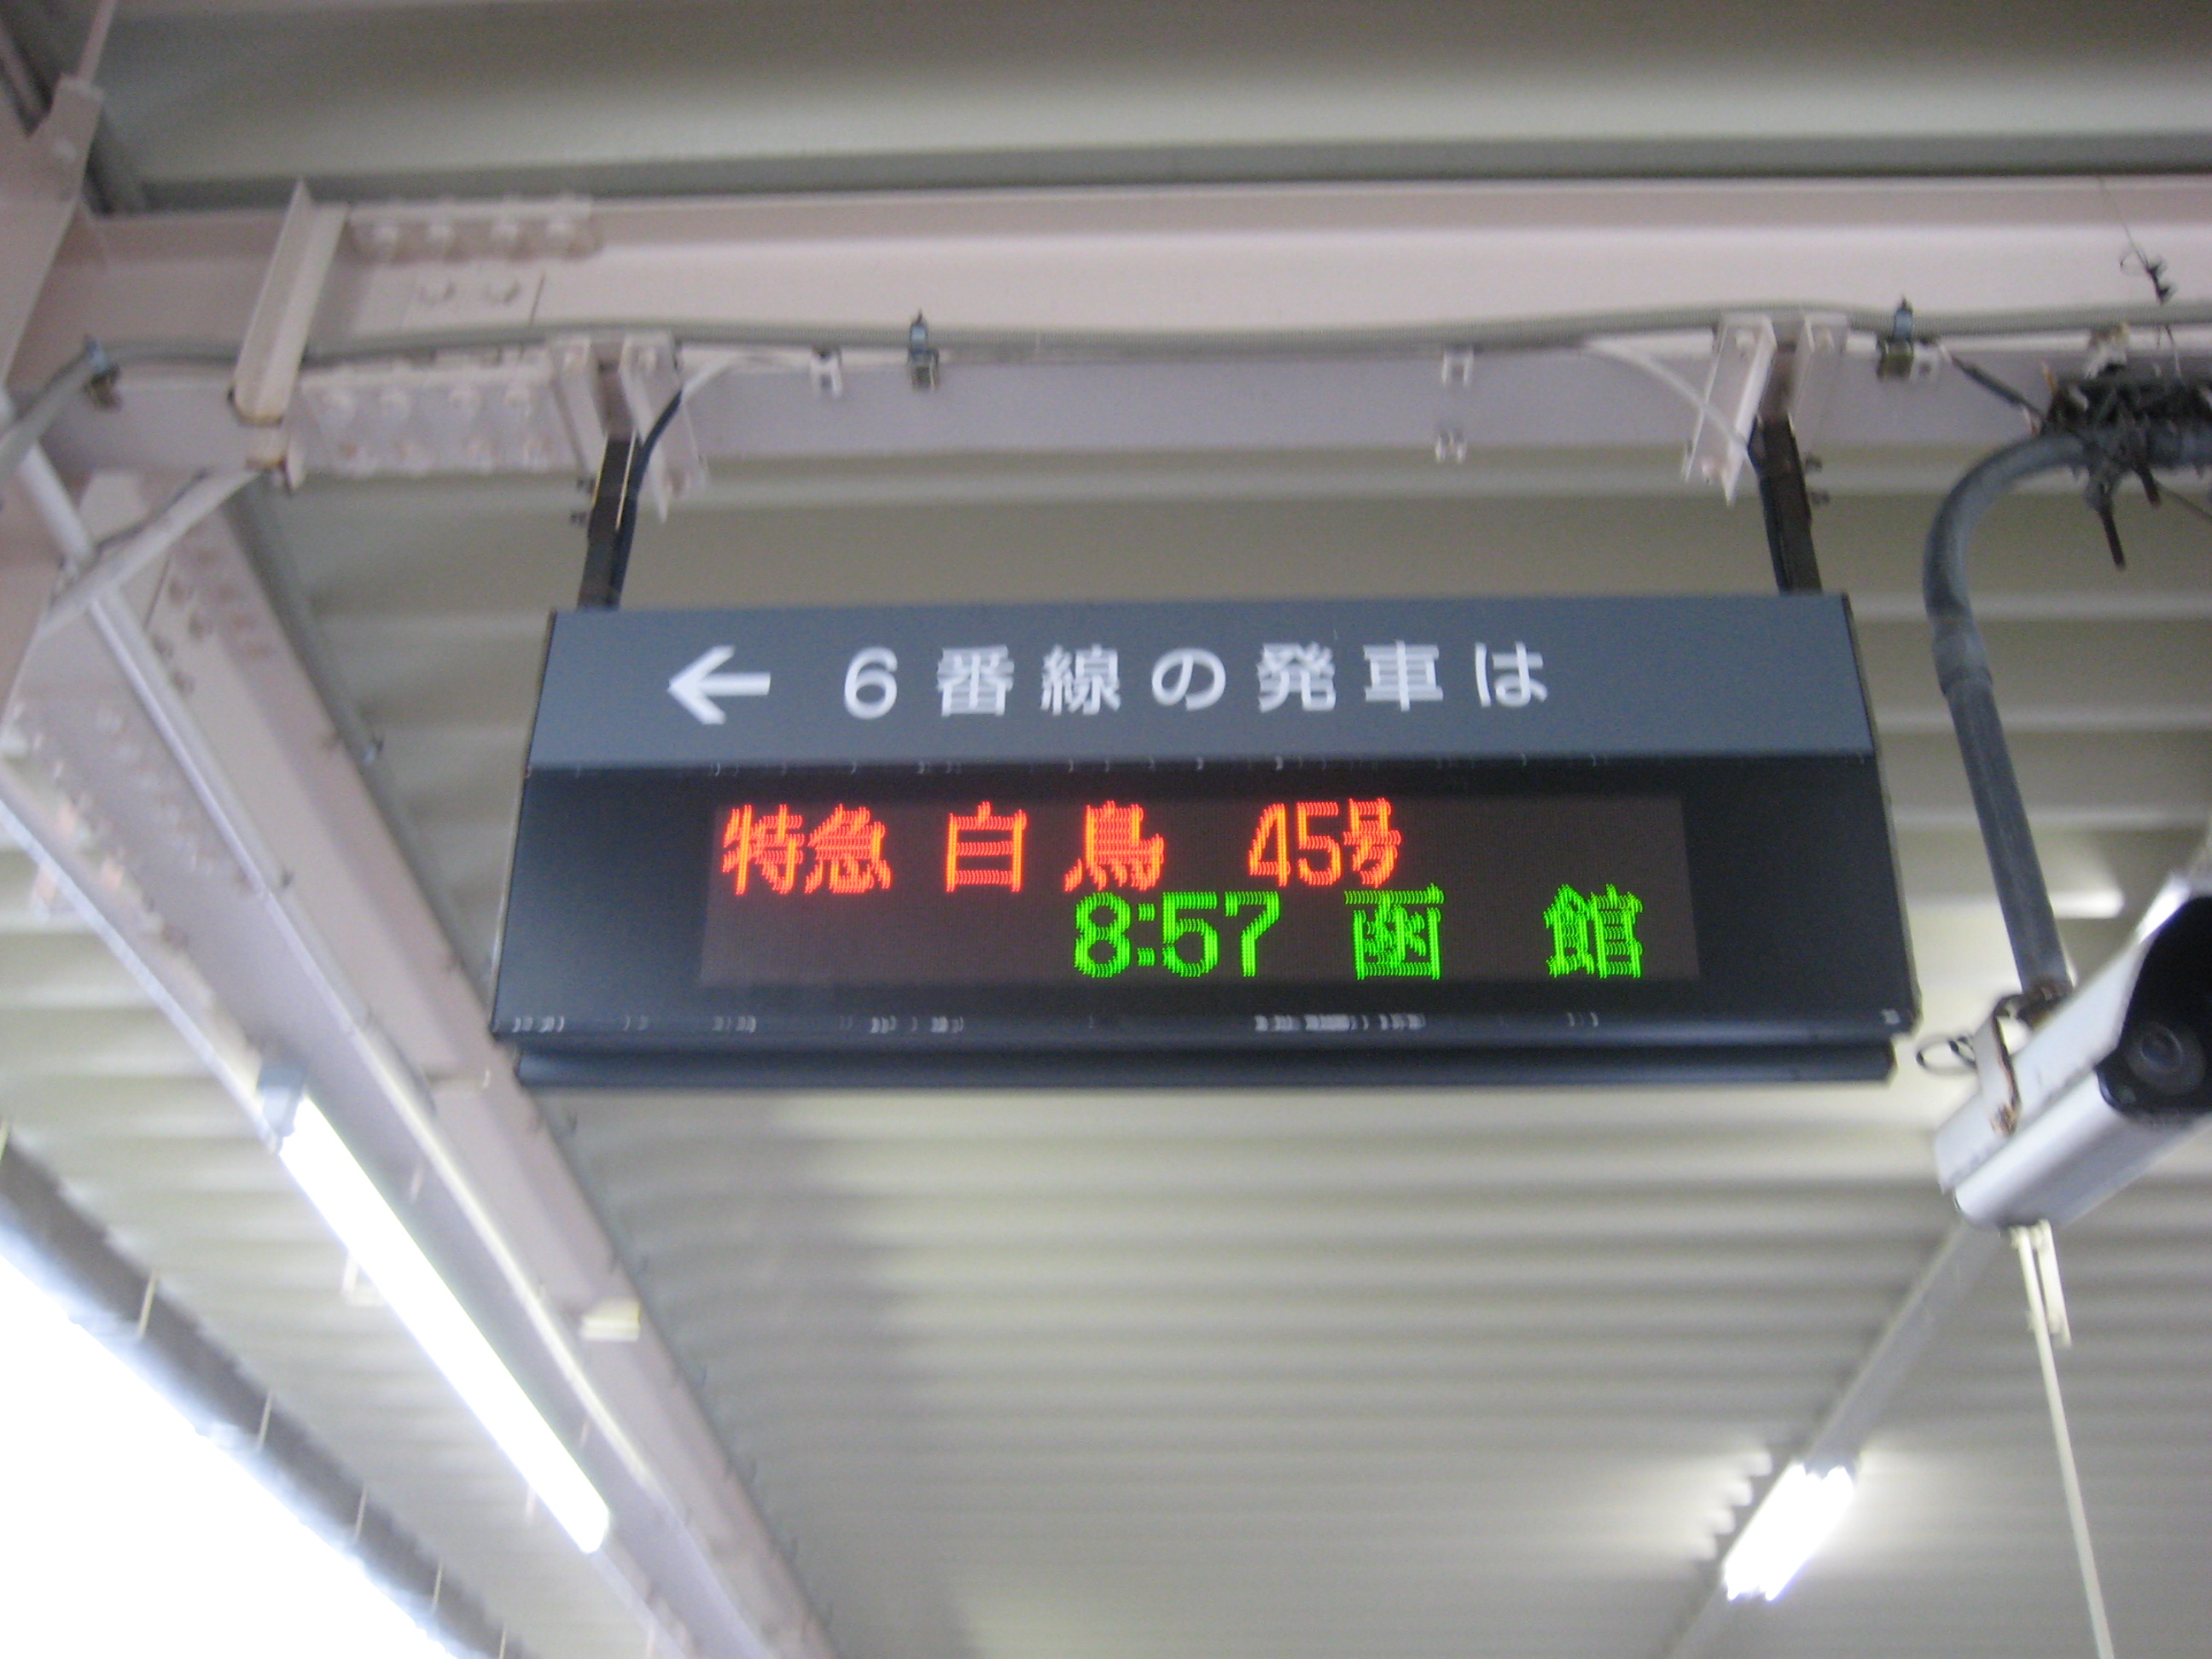 ← 6番線の発車は
特急 白鳥 45号
8:57 函館